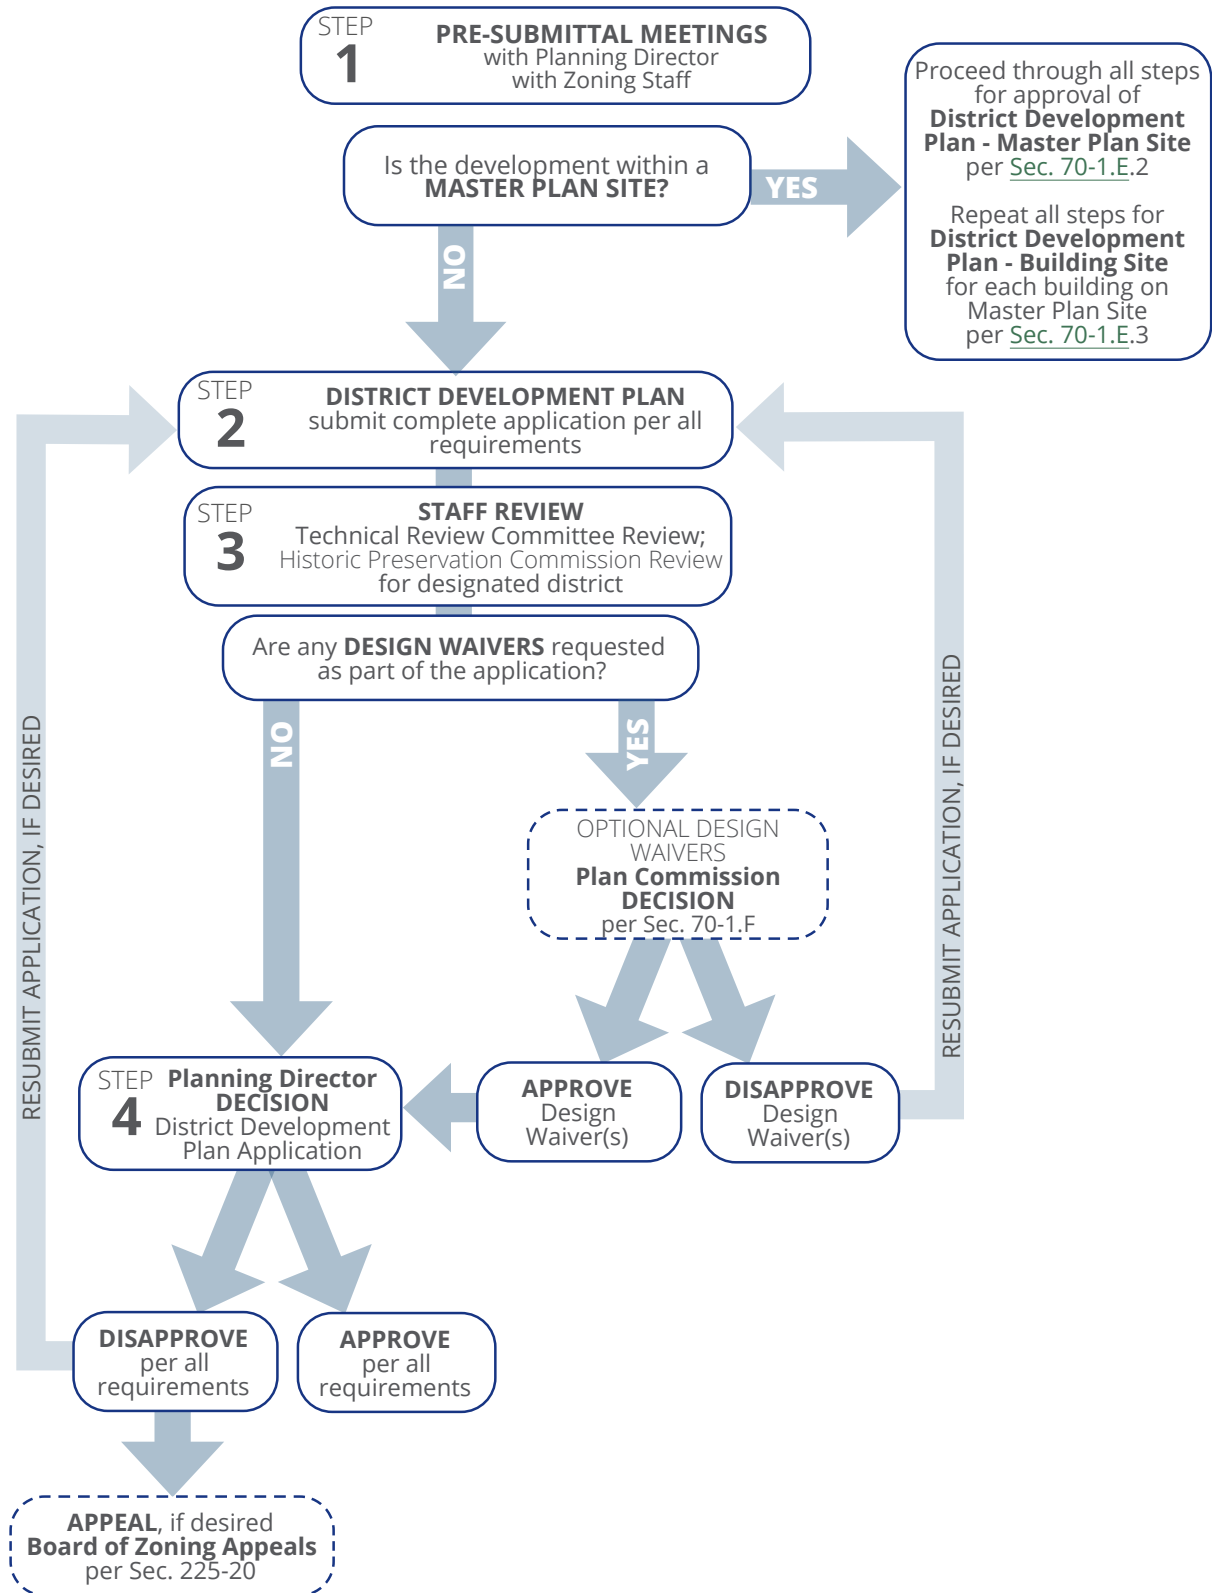 STEP
1
PRE-SUBMITTAL MEETINGS
with Planning Director
with Zoning Staff
Is the development within a
MASTER PLAN SITE?
YES
Proceed through all steps
for approval of
District Development
Plan - Master Plan Site
per Sec. 70-1.E.2
Repeat all steps for
District Development
Plan - Building Site
for each building on
Master Plan Site
per Sec. 70-1.E.3
NO
STEP
2
DISTRICT DEVELOPMENT PLAN
submit complete application per all
requirements
STEP
3
STAFF REVIEW
Technical Review Committee Review;
Historic Preservation Commission Review
for designated district
Are any DESIGN WAIVERS requested
as part of the application?
NO
YES
OPTIONAL DESIGN
WAIVERS
Plan Commission
DECISION
per Sec. 70-1.F
APPROVE
Design
Waiver(s)
DISAPPROVE
Design
Waiver(s)
RESUBMIT APPLICATION, IF DESIRED
STEP
4
Planning Director
DECISION
District Development
Plan Application
DISAPPROVE
per all
requirements
APPROVE
per all
requirements
RESUBMIT APPLICATION, IF DESIRED
APPEAL, if desired
Board of Zoning Appeals
per Sec. 225-20